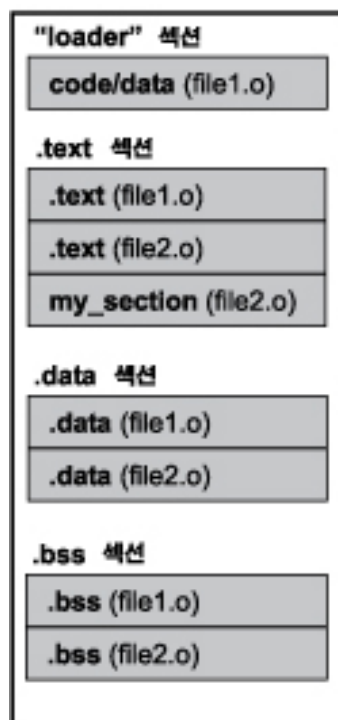 “loader” 섹션
code/data (file1.o)
.text 섹션
.text (file1.o)
.text (file2.o)
my_section (file2.o)
.data 섹션
.data (file1.o)
.data (file2.o)
.bss 섹션
.bss (file1.o)
.bss (file2.o)